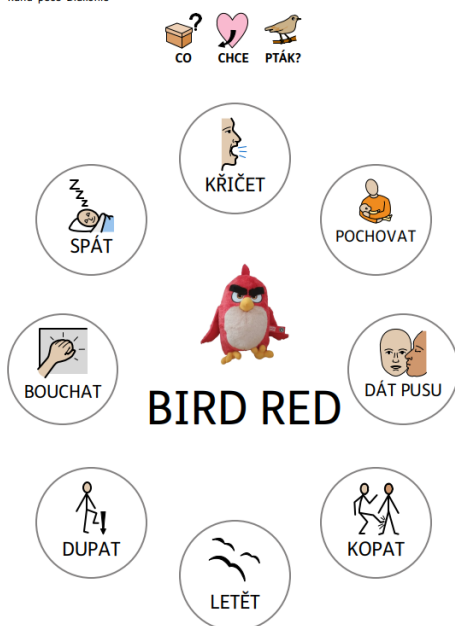 CO CHCE PTÁK?
KŘIČET
SPÁT
POCHOVAT
BOUCHAT
DÁT PUSU
BIRD RED
DUPAT
KOPAT
LETĚT